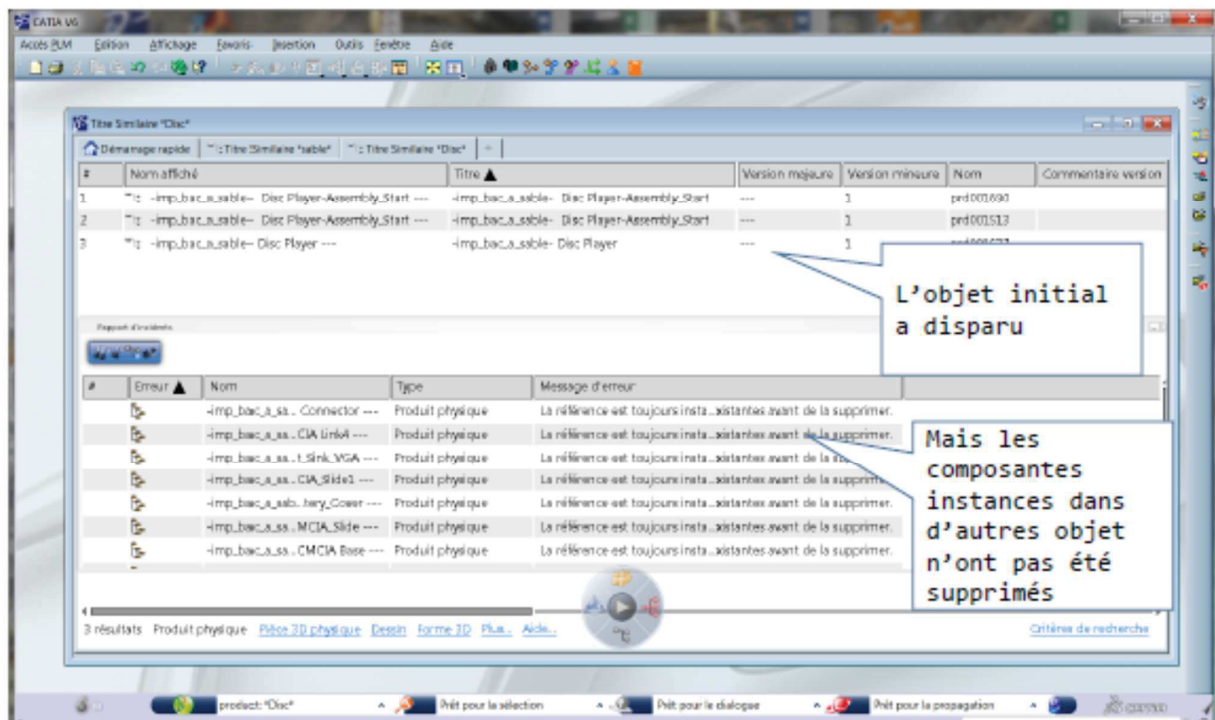 CATIA V6
Accès PLM Edition Affichage Favoris Insertion Outils Fenêtre Aide
Titre Similaire "Disc"
Démarrage rapide Titre Similaire *sable* Titre Similaire *Disc*
# Nom affiché Titre Version majeure Version mineure Nom Commentaire version
1 -imp_bac_a_sable-- Disc Player-Assembly_Start --- -imp_bac_a_sable- Disc Player-Assembly_Start --- 1 prd001690
2 -imp_bac_a_sable-- Disc Player-Assembly_Start --- -imp_bac_a_sable- Disc Player-Assembly_Start --- 1 prd001513
3 -imp_bac_a_sable-- Disc Player --- -imp_bac_a_sable- Disc Player --- 1
L'objet initial
a disparu
Rapport d'incidents
# Erreur Nom Type Message d'erreur
-imp_bac_a_sa... Connector --- Produit physique La référence est toujours insta...xistantes avant de la supprimer.
-imp_bac_a_sa...CIA Link4 --- Produit physique La référence est toujours insta...xistantes avant de la supprimer.
-imp_bac_a_sa...t_Sink_VGA --- Produit physique La référence est toujours insta...xistantes avant de la
-imp_bac_a_sa...CIA_Slide1 --- Produit physique La référence est toujours insta...xistantes avant de la supprimer.
-imp_bac_a_sab...tery_Cover --- Produit physique La référence est toujours insta...xistantes avant de la supprimer.
-imp_bac_a_sa...MCIA_Slide --- Produit physique La référence est toujours insta...xistantes avant de la supprimer.
-imp_bac_a_sa...CMCIA Base --- Produit physique La référence est toujours insta...xistantes avant de la supprimer.
Mais les
composantes
instances dans
d'autres objet
n'ont pas été
supprimés
3 résultats Produit physique Pièce 3D physique Dessin Forme 3D Plus... Aide... Critères de recherche
product: "Disc" Prêt pour la sélection Prêt pour le dialogue Prêt pour la propagation